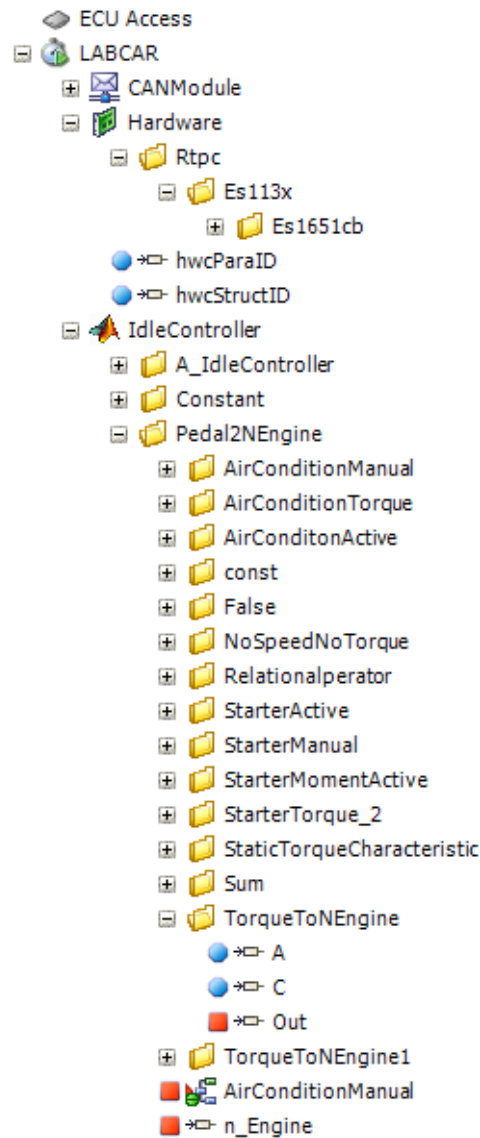 ECU Access
LABCAR
CANModule
Hardware
Rtpc
Es113x
Es1651cb
hwcParaID
hwcStructID
IdleController
A_IdleController
Constant
Pedal2NEngine
AirConditionManual
AirConditionTorque
AirConditonActive
const
False
NoSpeedNoTorque
Relationalperator
StarterActive
StarterManual
StarterMomentActive
StarterTorque_2
StaticTorqueCharacteristic
Sum
TorqueToNEngine
A
C
Out
TorqueToNEngine1
AirConditionManual
n_Engine